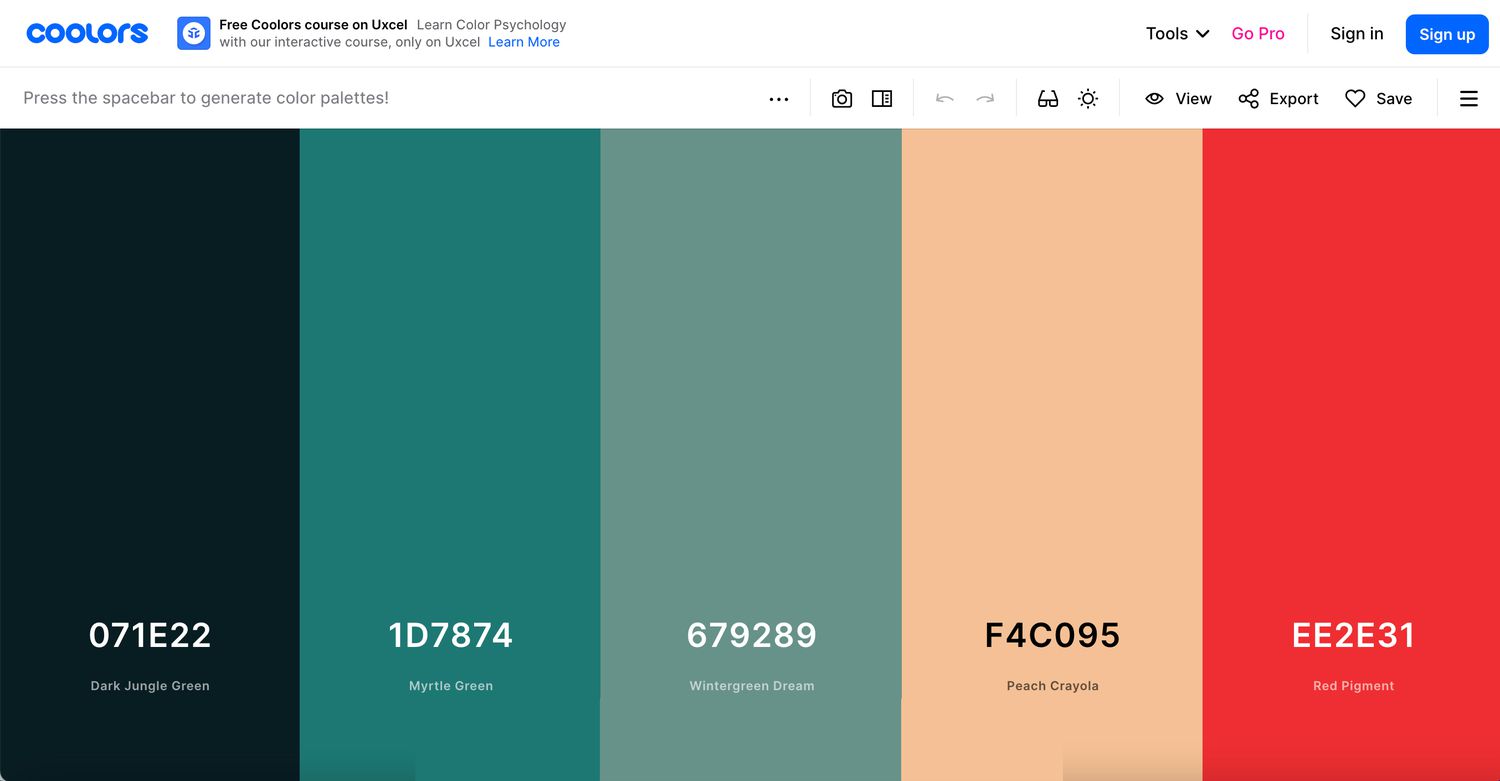 coolors
Free Coolors course on Uxcel Learn Color Psychology
with our interactive course, only on Uxcel Learn More
Tools
Go Pro
Sign in
Sign up
Press the spacebar to generate color palettes!
View
Export
Save
071E22
Dark Jungle Green
1D7874
Myrtle Green
679289
Wintergreen Dream
F4C095
Peach Crayola
EE2E31
Red Pigment